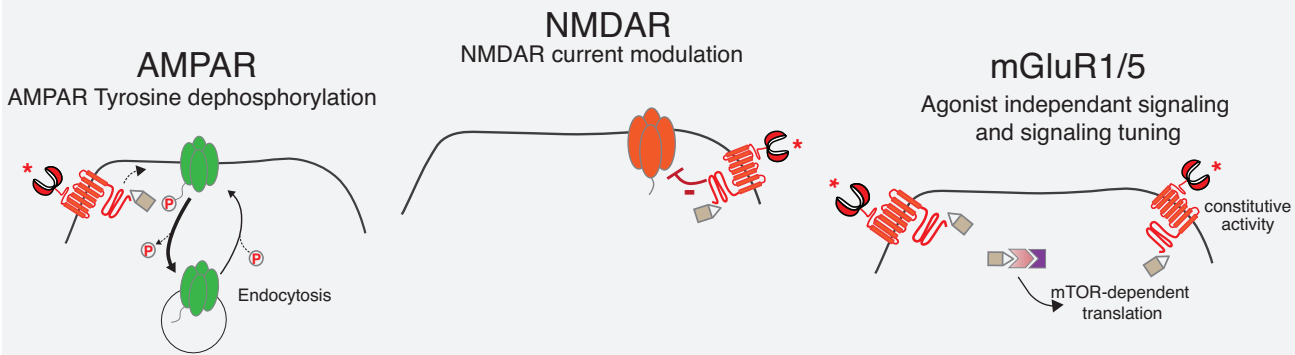 AMPAR
AMPAR Tyrosine dephosphorylation
*
P
P
P
Endocytosis
NMDAR
NMDAR current modulation
*
-
mGluR1/5
Agonist independant signaling
and signaling tuning
*
*
constitutive
activity
mTOR-dependent
translation